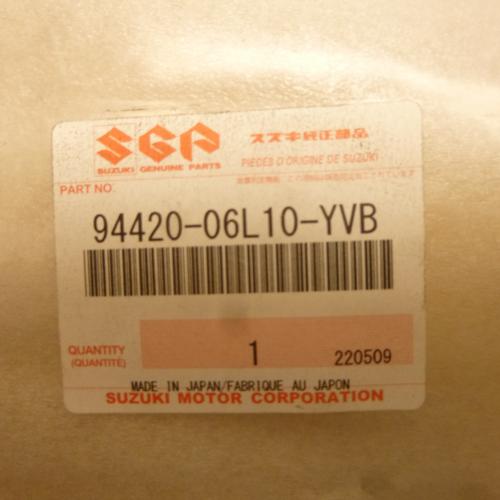 SGP
SUZUKI GENUINE PARTS
スズキ純正部品
PIECES D'ORIGINE DE SUZUKI
PART NO.
94420-06L10-YVB
QUANTITY
(QUANTITÉ)
1
220509
MADE IN JAPAN/FABRIQUE AU JAPON
SUZUKI MOTOR CORPORATION